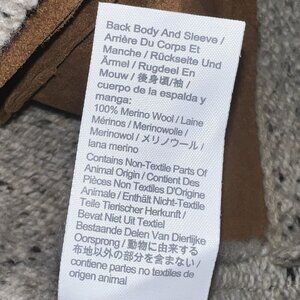 Back Body And Sleeve /
Arrière Du Corps Et
Manche / Rückseite Und
Ärmel / Rugdeel En
Mouw / 後身頃/袖 /
cuerpo de la espalda y
manga:
100% Merino Wool / Laine
Mérinos / Merinowolle /
Merinowol / メリノウール /
lana merino
Contains Non-Textile Parts Of
Animal Origin / Contient Des
Pièces Non Textiles D'Origine
Animale / Enthält Nicht-Textile
Teile Tierischer Herkunft /
Bevat Niet Uit Textiel
Bestaande Delen Van Dierlijke
Oorsprong / 動物に由来する
布地以外の部分を含まない /
contiene partes no textiles de
origen animal